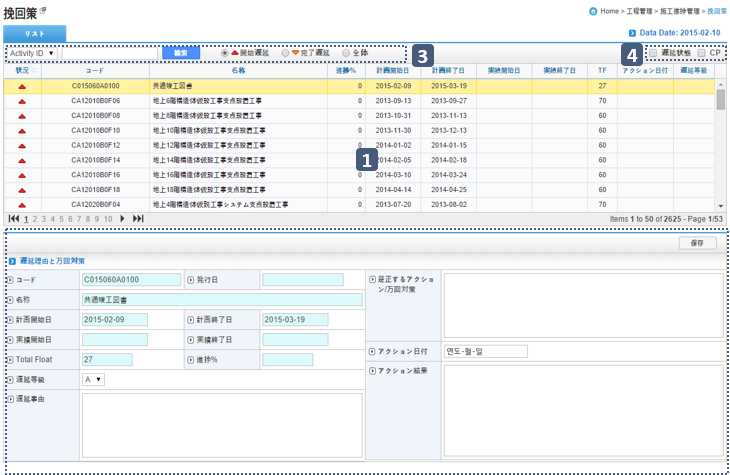 挽回策
Home > 工程管理 > 施工進捗管理 > 挽回策
リスト
Data Date: 2015-02-10
Activity ID ▼ 検索 開始遅延 完了遅延 全体 3 4 遅延状態 CP
状況 コード 名称 進捗% 計画開始日 計画終了日 実績開始日 実績終了日 TF アクション日付 遅延等級
C015060A0100 共通竣工図書 0 2015-02-09 2015-03-19 27
CA12010B0F06 地上6階構造体仮設工事支点設置工事 0 2013-09-13 2013-09-27 70
CA12010B0F08 地上8階構造体仮設工事支点設置工事 0 2013-10-31 2013-11-13 60
CA12010B0F10 地上10階構造体仮設工事支点設置工事 0 2013-11-30 2013-12-13 60
CA12010B0F12 地上12階構造体仮設工事支点設置工事 0 2014-01-02 2014-01-15 60
CA12010B0F14 地上14階構造体仮設工事支点設置工事 0 1 2014-02-05 2014-02-18 60
CA12010B0F16 地上16階構造体仮設工事支点設置工事 0 2014-03-10 2014-03-24 60
CA12010B0F18 地上18階構造体仮設工事支点設置工事 0 2014-04-14 2014-04-25 60
CA12020B0F04 地上4階構造体仮設工事システム支点設置工事 0 2013-07-20 2013-08-02 70
1 2 3 4 5 6 7 8 9 10 Items 1 to 50 of 2625 - Page 1/53
保存
遅延理由と万回対策
コード C015060A0100 発行日
名称 共通竣工図書
計画開始日 2015-02-09 計画終了日 2015-03-19
実績開始日 実績終了日
Total Float 27 進捗%
遅延等級 A ▼
遅延事由
是正するアクション/万回対策
アクション日付 연도-월-일
アクション結果